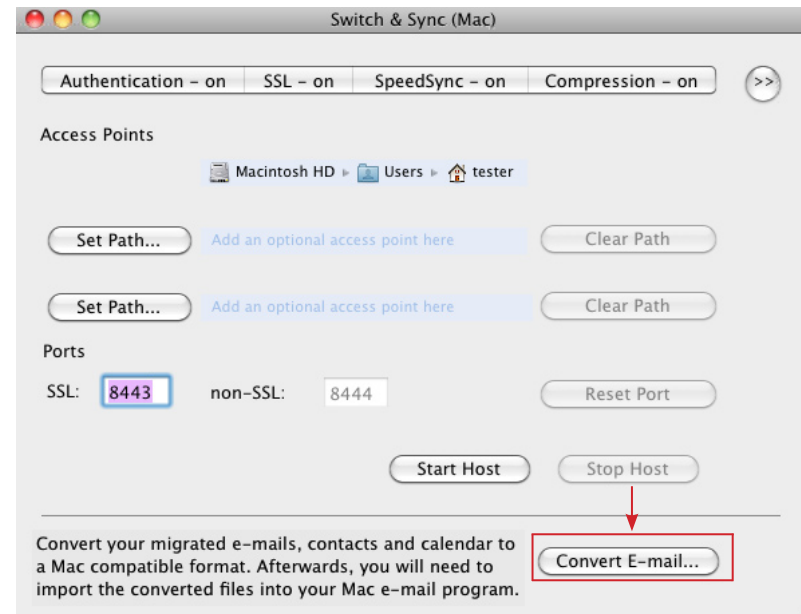 Switch & Sync (Mac)
Authentication – on SSL – on SpeedSync – on Compression – on >>
Access Points
Macintosh HD ▸ Users ▸ tester
Set Path... Add an optional access point here Clear Path
Set Path... Add an optional access point here Clear Path
Ports
SSL: 8443 non-SSL: 8444 Reset Port
Start Host Stop Host
Convert your migrated e-mails, contacts and calendar to
a Mac compatible format. Afterwards, you will need to
import the converted files into your Mac e-mail program.
Convert E-mail...